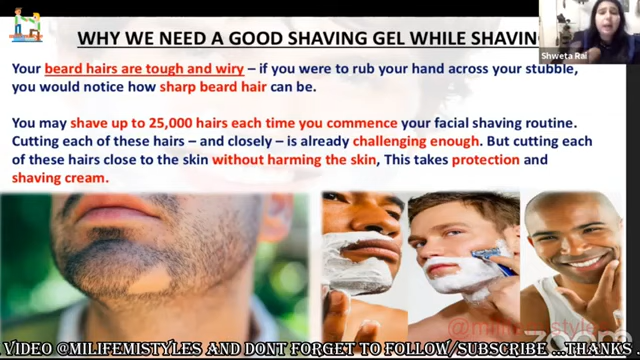 WHY WE NEED A GOOD SHAVING GEL WHILE SHAVIN
Shweta Rai
Your beard hairs are tough and wiry – if you were to rub your hand across your stubble,
you would notice how sharp beard hair can be.
You may shave up to 25,000 hairs each time you commence your facial shaving routine.
Cutting each of these hairs – and closely – is already challenging enough. But cutting each
of these hairs close to the skin without harming the skin, This takes protection and
shaving cream.
zoom
VIDEO @MILIFEMISTYLES AND DONT FORGET TO FOLLOW/SUBSCRIBE ...THANKS